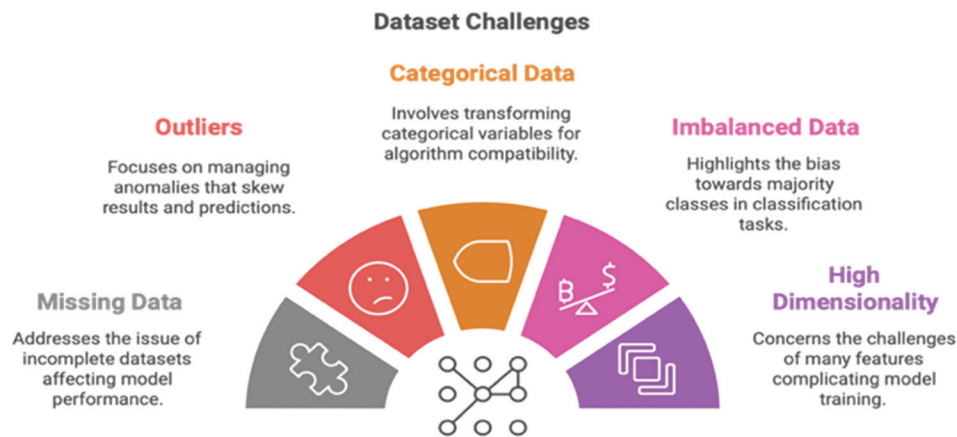 Dataset Challenges
Categorical Data
Involves transforming
categorical variables for
algorithm compatibility.
Outliers
Focuses on managing
anomalies that skew
results and predictions.
Imbalanced Data
Highlights the bias
towards majority
classes in classification
tasks.
Missing Data
Addresses the issue of
incomplete datasets
affecting model
performance.
High
Dimensionality
Concerns the challenges
of many features
complicating model
training.
B
$